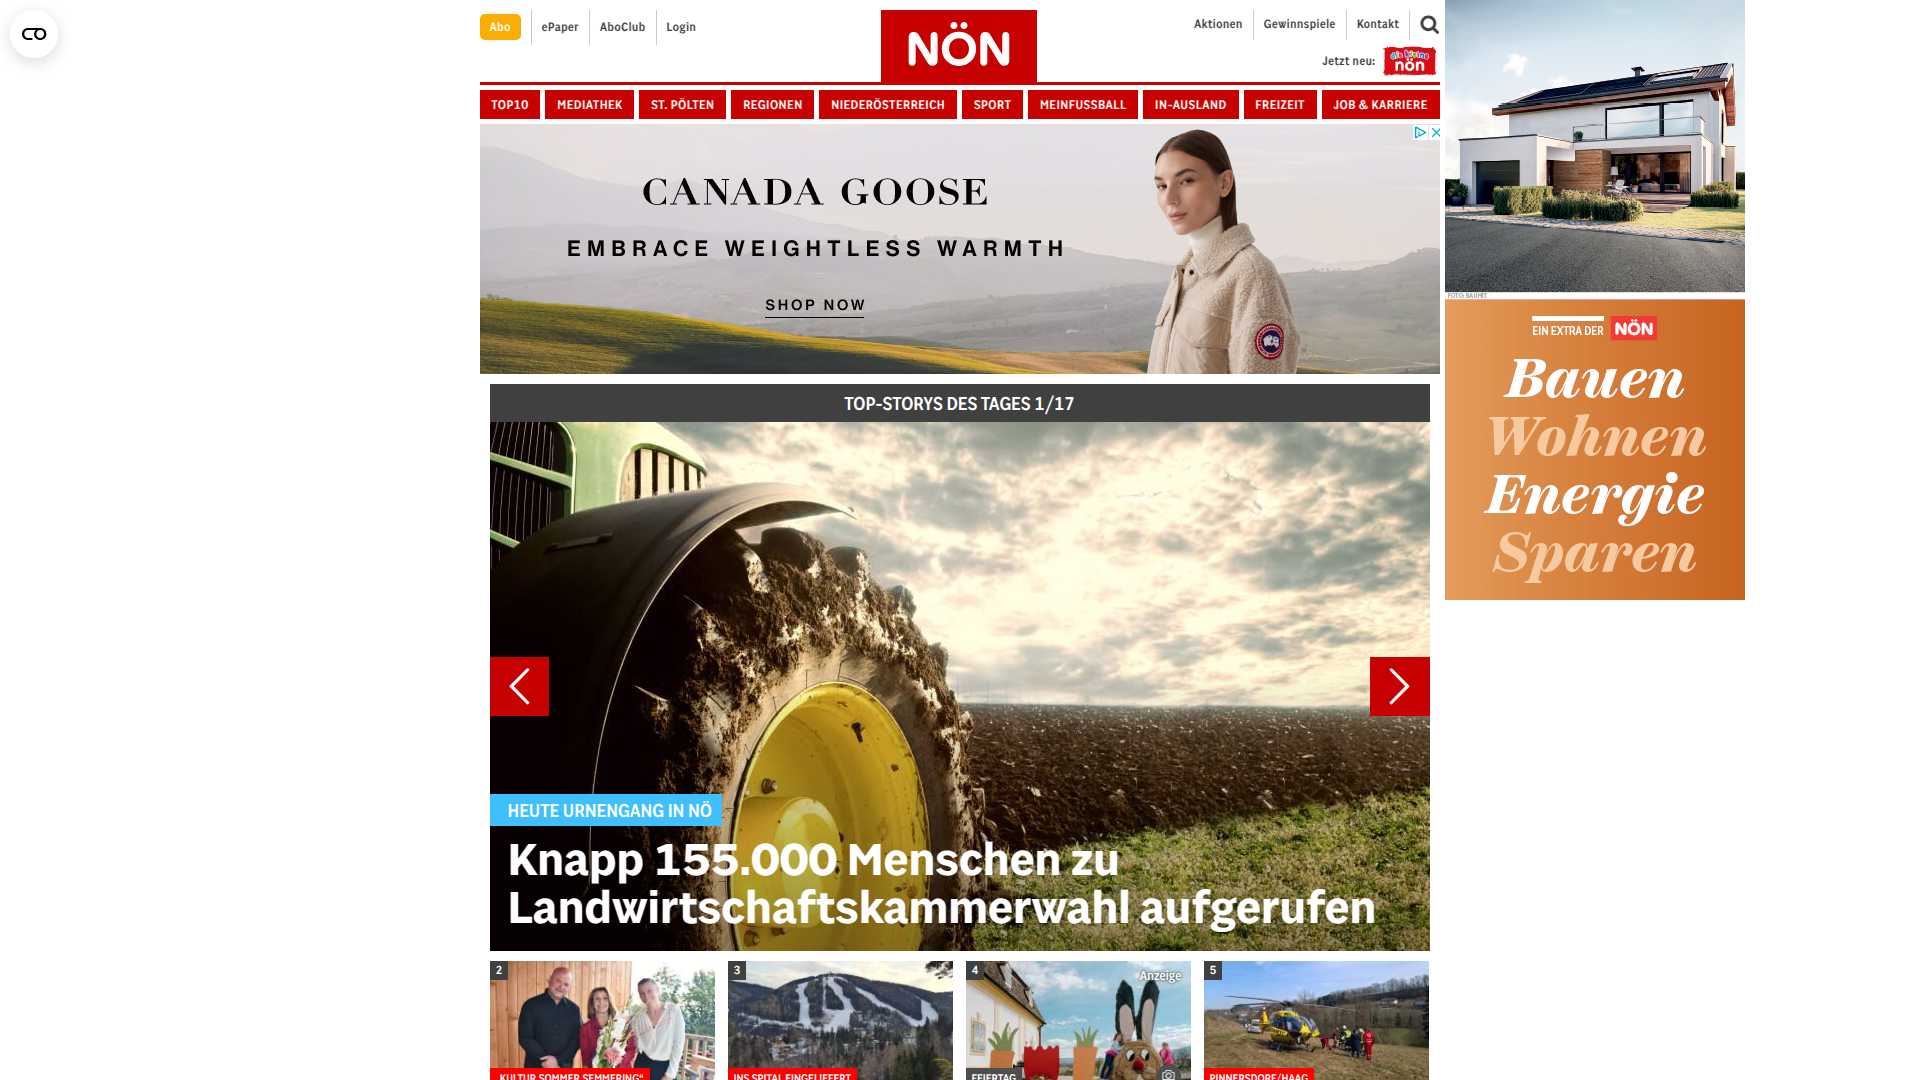 Abo
ePaper
AboClub
Login
NÖN
Aktionen
Gewinnspiele
Kontakt
Jetzt neu:
die kleine
nön
TOP10
MEDIATHEK
ST. PÖLTEN
REGIONEN
NIEDERÖSTERREICH
SPORT
MEINFUSSBALL
IN-AUSLAND
FREIZEIT
JOB & KARRIERE
CANADA GOOSE
EMBRACE WEIGHTLESS WARMTH
SHOP NOW
FOTO: BAUMIT
EIN EXTRA DER NÖN
Bauen
Wohnen
Energie
Sparen
TOP-STORYS DES TAGES 1/17
HEUTE URNENGANG IN NÖ
Knapp 155.000 Menschen zu
Landwirtschaftskammerwahl aufgerufen
2
„KULTUR.SOMMER.SEMMERING“
3
INS SPITAL EINGELIEFERT
4
Anzeige
FEIERTAG
5
PINNERSDORF/HAAG